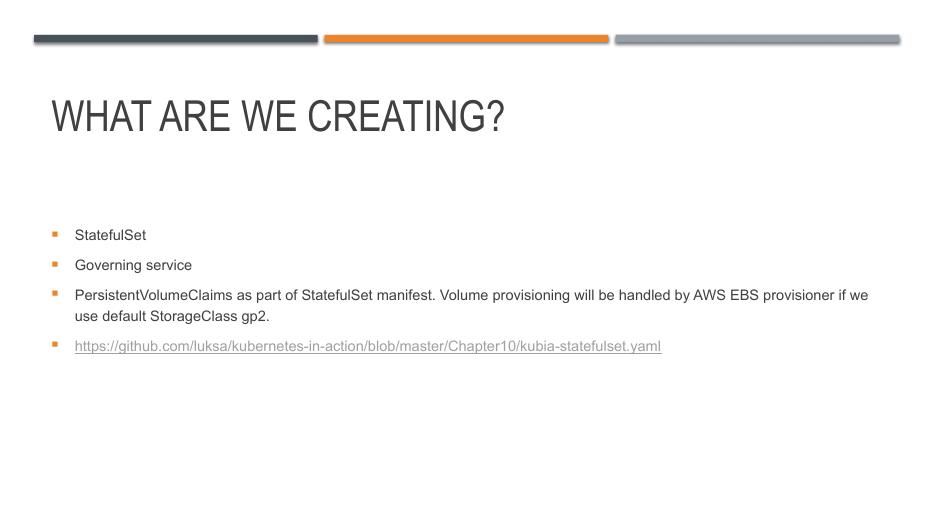 WHAT ARE WE CREATING?
StatefulSet
Governing service
PersistentVolumeClaims as part of StatefulSet manifest. Volume provisioning will be handled by AWS EBS provisioner if we
use default StorageClass gp2.
https://github.com/luksa/kubernetes-in-action/blob/master/Chapter10/kubia-statefulset.yaml